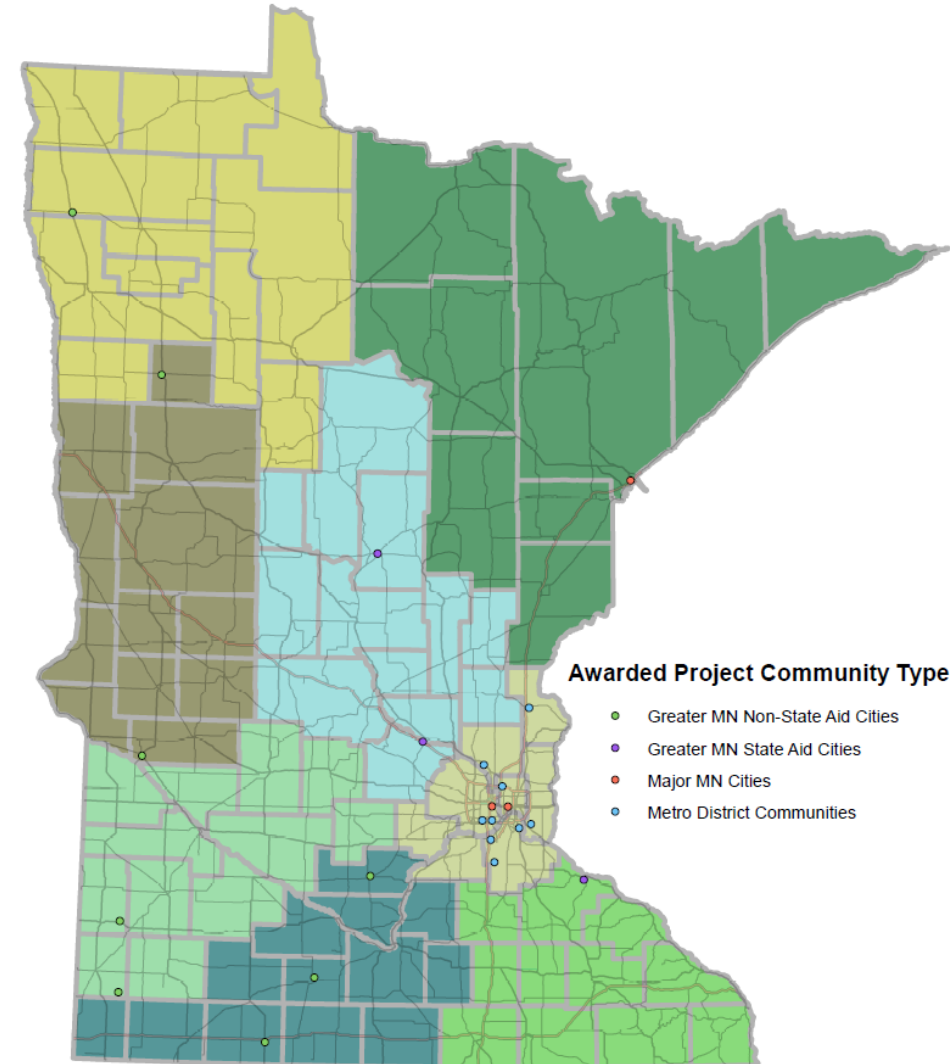 Awarded Project Community Type
Greater MN Non-State Aid Cities
Greater MN State Aid Cities
Major MN Cities
Metro District Communities